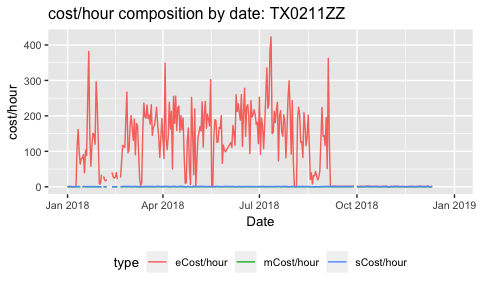 cost/hour composition by date: TX0211ZZ
400
300
200
100
0
cost/hour
Jan 2018 Apr 2018 Jul 2018 Oct 2018 Jan 2019
Date
type eCost/hour mCost/hour sCost/hour